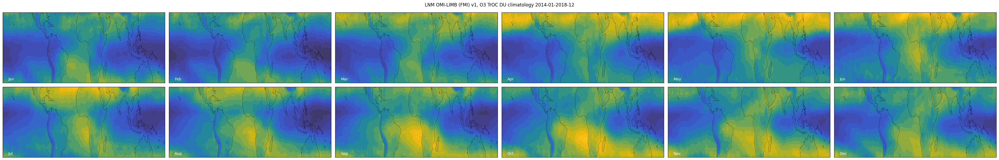 LNM OMI-LIMB (FMI) v1, O3 TrOC DU climatology 2014-01-2018-12
Jan
Feb
Mar
Apr
May
Jun
Jul
Aug
Sep
Oct
Nov
Dec